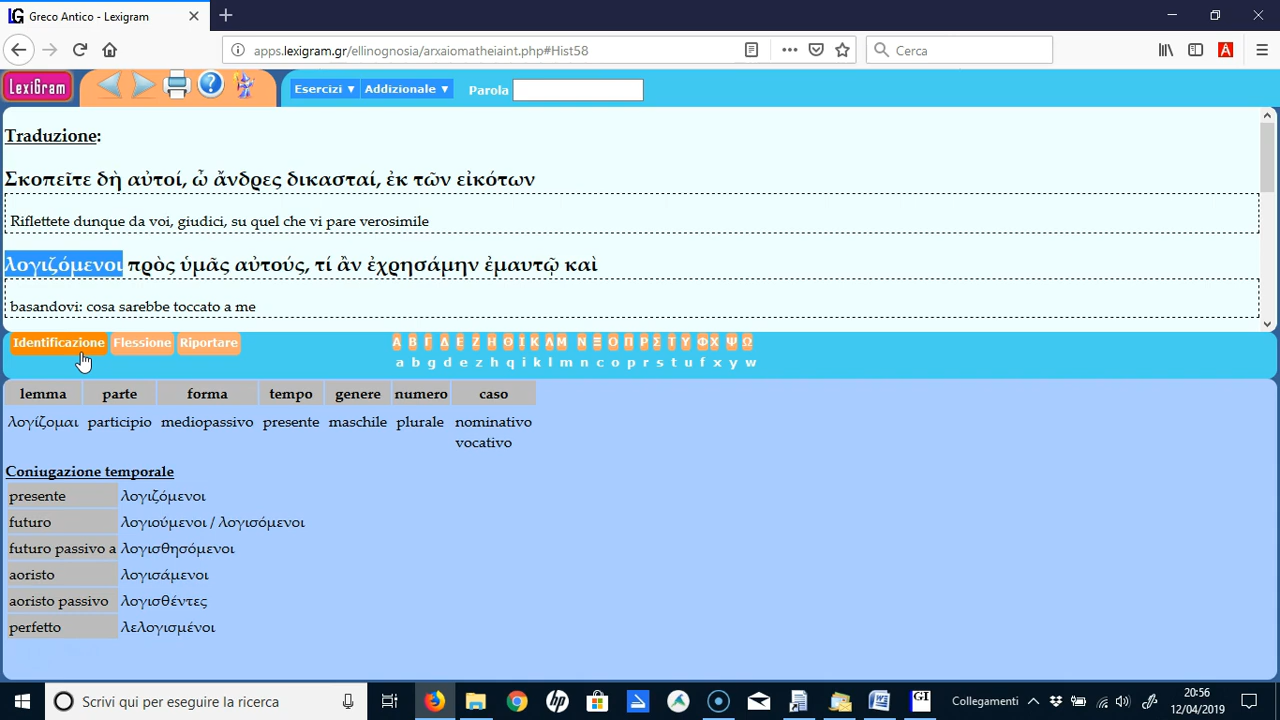 Greco Antico - Lexigram
apps.lexigram.gr/ellinognosia/arxaiomatheiaint.php#Hist58
Cerca
LexiGram
Esercizi ▼ Addizionale ▼ Parola
Traduzione:
Σκοπεῖτε δὴ αὐτοί, ὦ ἄνδρες δικασταί, ἐκ τῶν εἰκότων
Riflettete dunque da voi, giudici, su quel che vi pare verosimile
λογιζόμενοι πρὸς ὑμᾶς αὐτούς, τί ἂν ἐχρησάμην ἐμαυτῷ καὶ
basandovi: cosa sarebbe toccato a me
Identificazione Flessione Riportare
Α Β Γ Δ Ε Ζ Η Θ Ι Κ Λ Μ Ν Ξ Ο Π Ρ Σ Τ Υ Φ Χ Ψ Ω
a b g d e z h q i k l m n c o p r s t u f x y w
lemma parte forma tempo genere numero caso
λογίζομαι participio mediopassivo presente maschile plurale nominativo
vocativo
Coniugazione temporale
presente λογιζόμενοι
futuro λογιούμενοι / λογισόμενοι
futuro passivo a λογισθησόμενοι
aoristo λογισάμενοι
aoristo passivo λογισθέντες
perfetto λελογισμένοι
Scrivi qui per eseguire la ricerca
GI
Collegamenti
20:56
12/04/2019